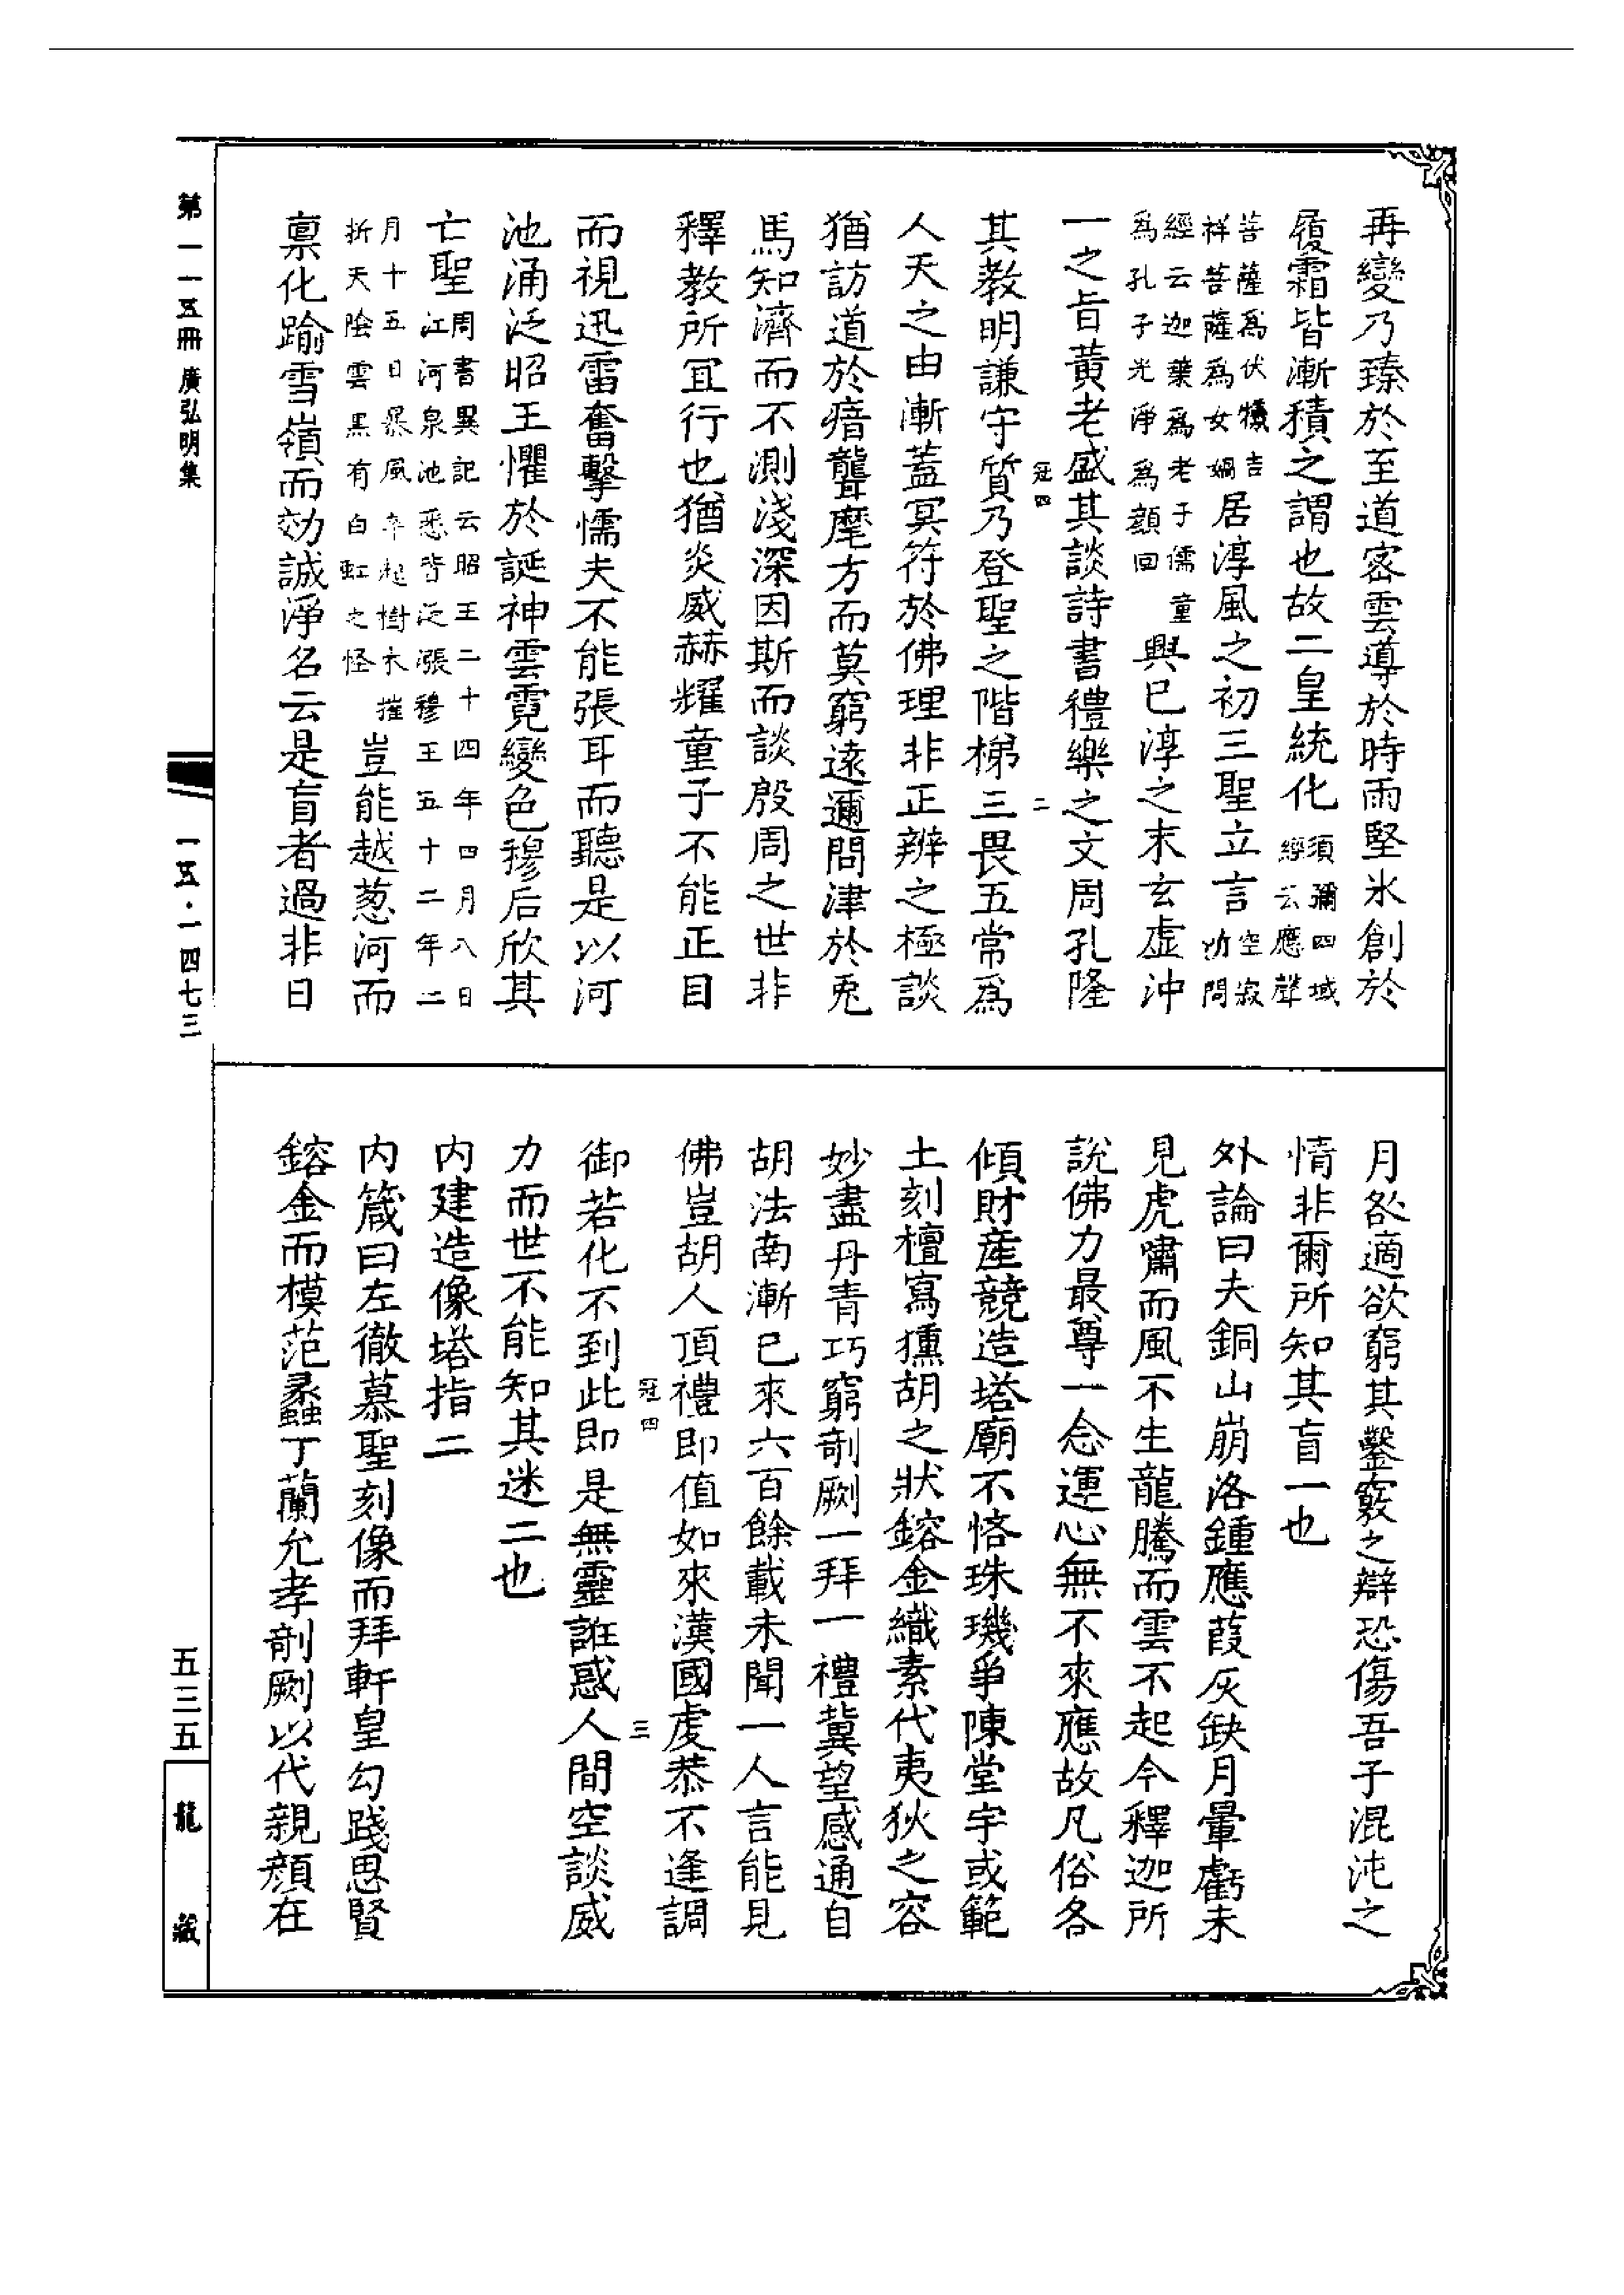 再變乃臻於至道密雲導於時雨堅氷創於
履霜皆漸積之謂也故二皇統化須彌四域經云應聲
菩薩爲伏犧吉祥菩薩爲女媧居淳風之初三聖立言空寂所問
經云迦葉爲老子儒童爲孔子光淨爲顏回興已淳之末玄虛沖
一之旨黃老盛其談詩書禮樂之文周孔隆
冠四 二
其教明謙守質乃登聖之階梯三畏五常爲
人天之由漸蓋冥符於佛理非正辨之極談
猶訪道於瘖聾麾方而莫窮遠邇問津於兎
馬知濟而不測淺深因斯而談殷周之世非
釋教所冝行也猶炎威赫耀童子不能正目
而視迅雷奮擊懦夫不能張耳而聽是以河
池涌泛昭王懼於誕神雲霓變色穆后欣其
亡聖周書異記云昭王二十四年四月八日江河泉池悉皆泛漲穆王五十二年二
月十五日暴風卒起樹木摧折天陰雲黑有白虹之怪豈能越葱河而
禀化踰雪嶺而効誠淨名云是盲者過非日
月咎適欲窮其鑿竅之辯恐傷吾子混沌之
情非爾所知其盲一也
外論曰夫銅山崩洛鍾應葭灰缺月暈虧未
見虎嘯而風不生龍騰而雲不起今釋迦所
說佛力最尊一念運心無不來應故凡俗各
傾財産競造塔廟不悋珠璣爭陳堂宇或範
土刻檀寫獯胡之狀鎔金織素代夷狄之容
妙盡丹青巧窮剞劂一拜一禮冀望感通自
胡法南漸已來六百餘載未聞一人言能見
佛豈胡人頂禮即值如來漢國虔恭不逢調
冠四 三
御若化不到此即是無靈誑惑人間空談威
力而世不能知其迷二也
内建造像塔指二
内箴曰左徹慕聖刻像而拜軒皇勾踐思賢
鎔金而模范蠡丁蘭允孝剞劂以代親顏在
第一一五冊 廣弘明集
一五·一四七三
五三五
龍藏